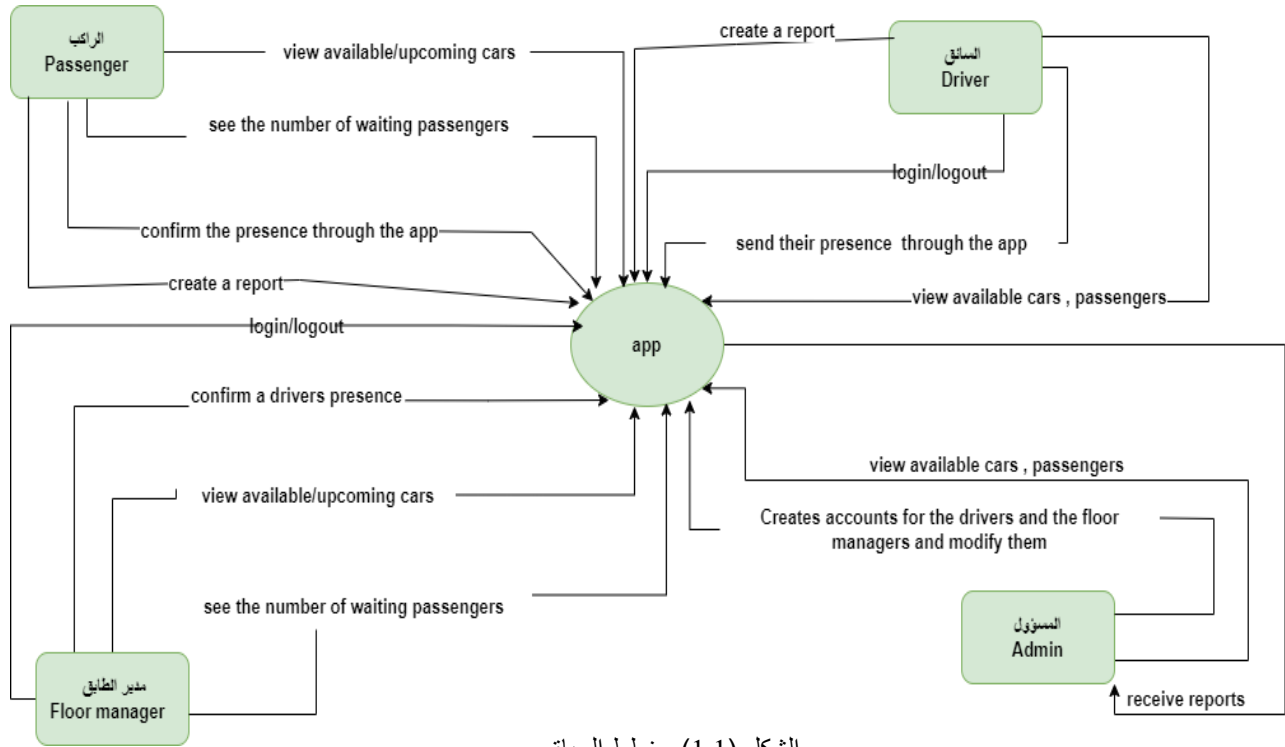 الراكب
Passenger
view available/upcoming cars
see the number of waiting passengers
confirm the presence through the app
create a report
create a report
السائق
Driver
login/logout
send their presence through the app
view available cars , passengers
app
login/logout
confirm a drivers presence
view available/upcoming cars
see the number of waiting passengers
مدير الطابق
Floor manager
view available cars , passengers
Creates accounts for the drivers and the floor
managers and modify them
المسؤول
Admin
receive reports
الشكل (1-1)